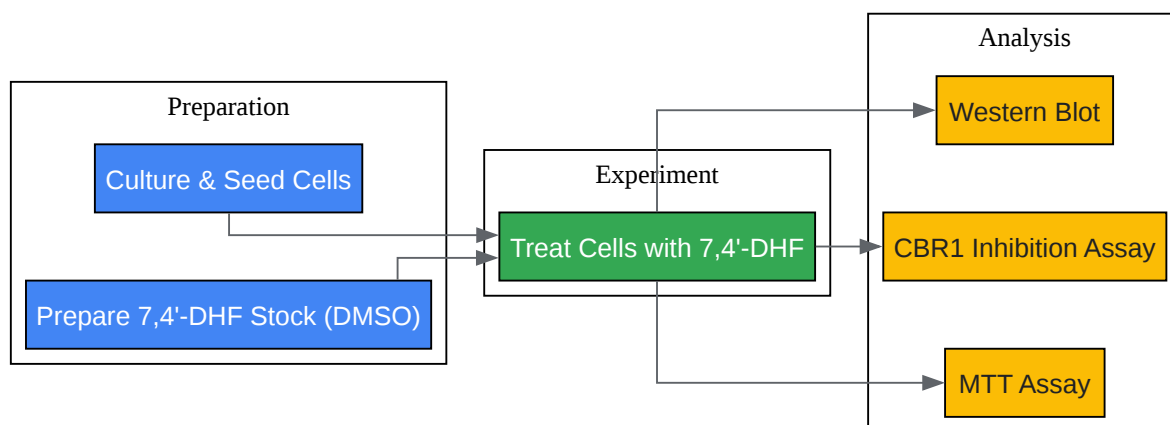 Preparation
Culture & Seed Cells
Prepare 7,4'-DHF Stock (DMSO)
Experiment
Treat Cells with 7,4'-DHF
Analysis
Western Blot
CBR1 Inhibition Assay
MTT Assay